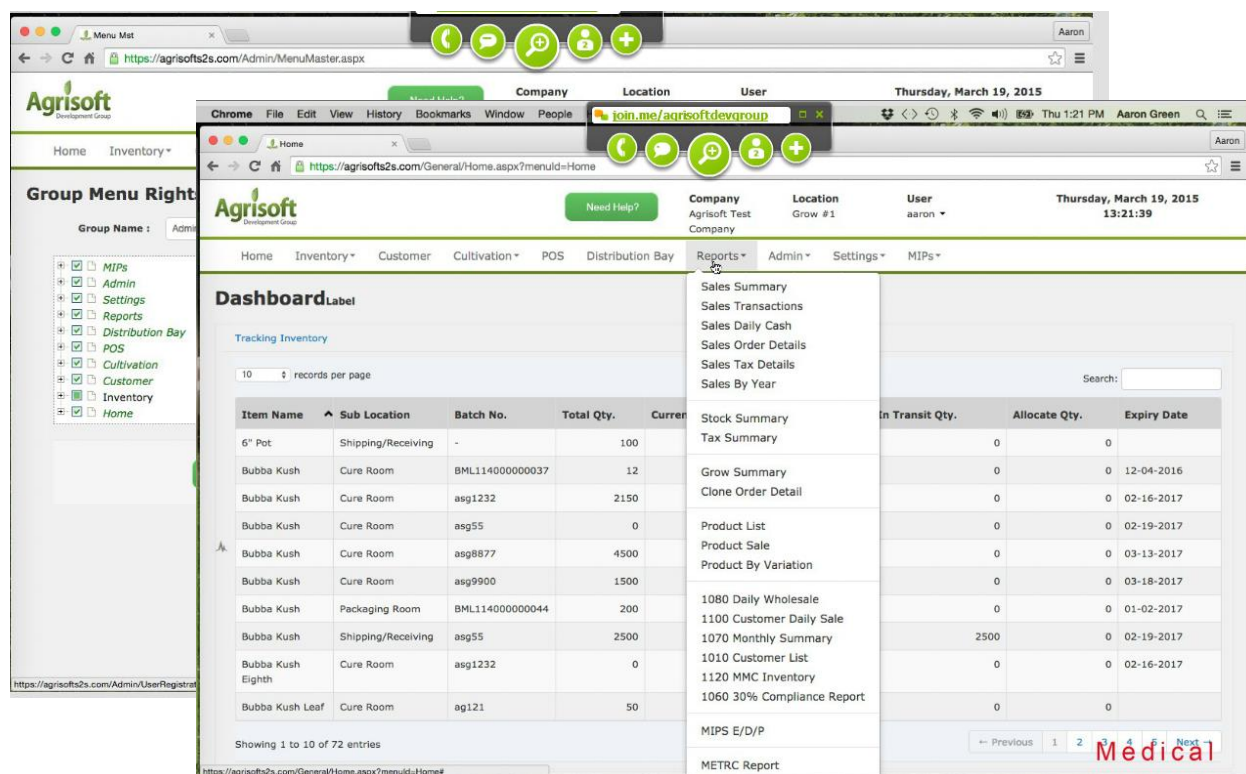 Menu Mst
Aaron
https://agrisofts2s.com/Admin/MenuMaster.aspx
Agrisoft
Development Group
Company Location User Thursday, March 19, 2015
Home Inventory
Group Menu Right
Group Name :
MIPs
Admin
Settings
Reports
Distribution Bay
POS
Cultivation
Customer
Inventory
Home
Chrome File Edit View History Bookmarks Window People
join.me/agrisoftdevgroup
Thu 1:21 PM Aaron Green
Home
Aaron
https://agrisofts2s.com/General/Home.aspx?menuId=Home
Agrisoft
Development Group
Need Help?
Company Location User Thursday, March 19, 2015
Agrisoft Test Grow #1 aaron 13:21:39
Company
Home Inventory Customer Cultivation POS Distribution Bay Reports Admin Settings MIPs
DashboardLabel
Tracking Inventory
10 records per page
Search:
Item Name Sub Location Batch No. Total Qty. In Transit Qty. Allocate Qty. Expiry Date
6" Pot Shipping/Receiving - 100 0 0
Bubba Kush Cure Room BML114000000037 12 0 0 12-04-2016
Bubba Kush Cure Room asg1232 2150 0 0 02-16-2017
Bubba Kush Cure Room asg55 0 0 0 02-19-2017
Bubba Kush Cure Room asg8877 4500 0 0 03-13-2017
Bubba Kush Cure Room asg9900 1500 0 0 03-18-2017
Bubba Kush Packaging Room BML114000000044 200 0 0 01-02-2017
Bubba Kush Shipping/Receiving asg55 2500 2500 0 02-19-2017
Bubba Kush Cure Room asg1232 0 0 0 02-16-2017
Eighth
Bubba Kush Leaf Cure Room ag121 50 0 0
Showing 1 to 10 of 72 entries
← Previous 1 2 3 4 5 Next →
Sales Summary
Sales Transactions
Sales Daily Cash
Sales Order Details
Sales Tax Details
Sales By Year
Stock Summary
Tax Summary
Grow Summary
Clone Order Detail
Product List
Product Sale
Product By Variation
1080 Daily Wholesale
1100 Customer Daily Sale
1070 Monthly Summary
1010 Customer List
1120 MMC Inventory
1060 30% Compliance Report
MIPS E/D/P
METRC Report
Medical
https://agrisofts2s.com/General/Home.aspx?menuId=Home#